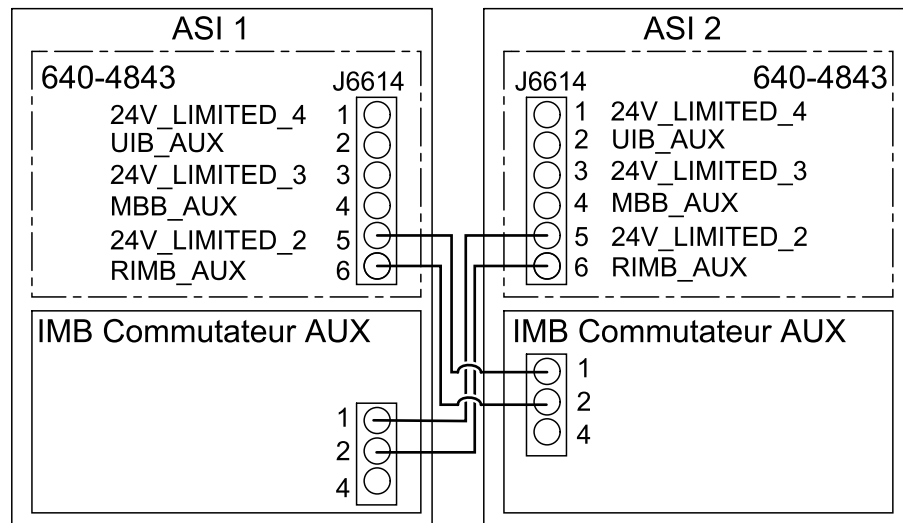 ASI 1
640-4843
J6614
24V_LIMITED_4 1
UIB_AUX 2
24V_LIMITED_3 3
MBB_AUX 4
24V_LIMITED_2 5
RIMB_AUX 6
IMB Commutateur AUX
1
2
4
ASI 2
J6614 640-4843
1 24V_LIMITED_4
2 UIB_AUX
3 24V_LIMITED_3
4 MBB_AUX
5 24V_LIMITED_2
6 RIMB_AUX
IMB Commutateur AUX
1
2
4